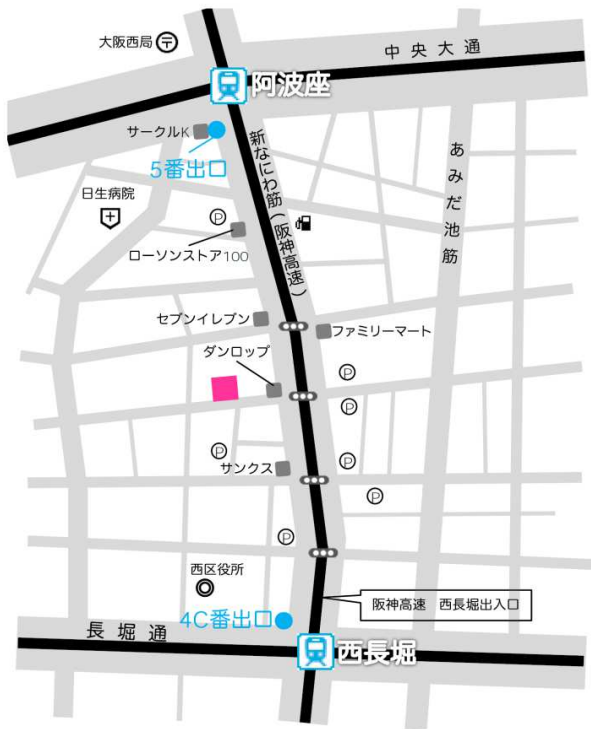 大阪西局
中央大通
阿波座
サークルK
5番出口
新なにわ筋(阪神高速)
あみだ池筋
日生病院
P
ローソンストア100
セブンイレブン
ファミリーマート
ダンロップ
P
P
P
サンクス
P
P
P
西区役所
阪神高速 西長堀出入口
4C番出口
長堀通
西長堀